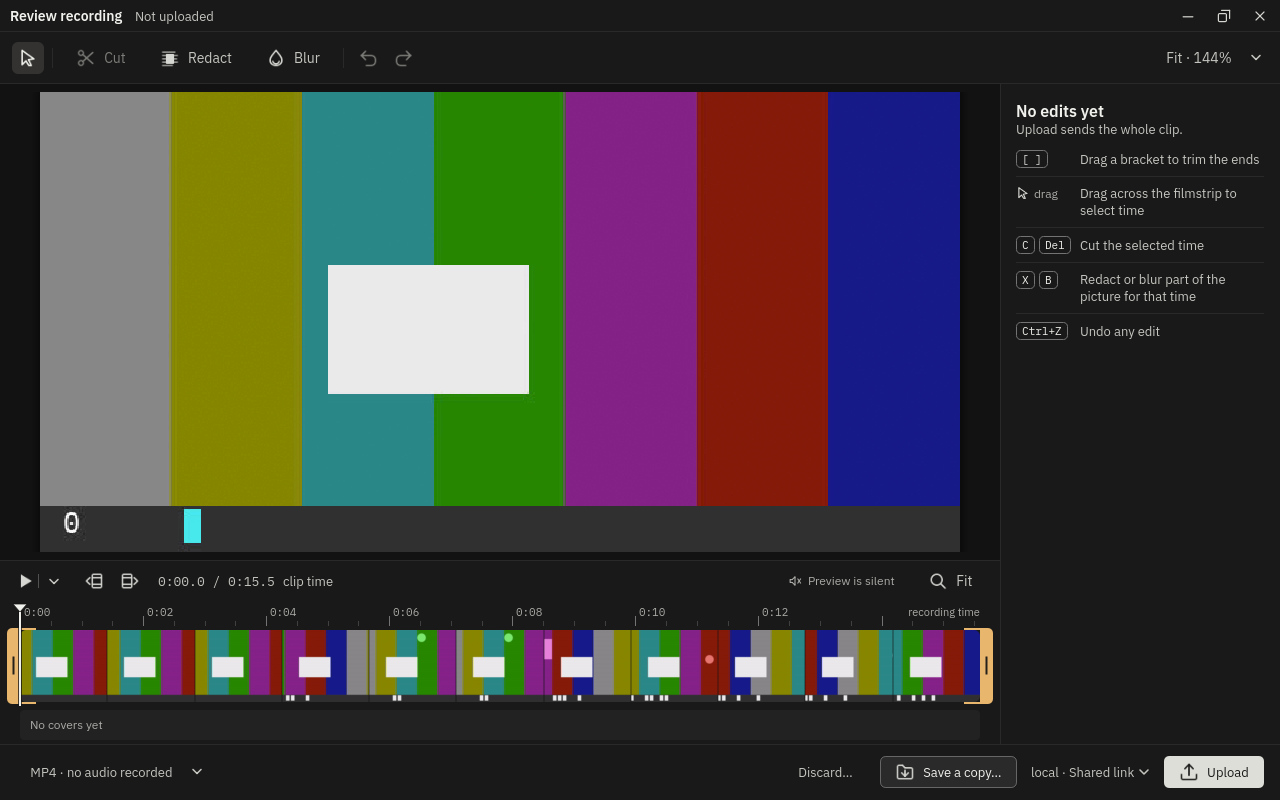 Review recording Not uploaded
Cut Redact Blur Fit · 144%
No edits yet
Upload sends the whole clip.
[ ] Drag a bracket to trim the ends
drag Drag across the filmstrip to
select time
C Del Cut the selected time
X B Redact or blur part of the
picture for that time
Ctrl+Z Undo any edit
0
0:00.0 / 0:15.5 clip time Preview is silent Fit
0:00 0:02 0:04 0:06 0:08 0:10 0:12 recording time
No covers yet
MP4 · no audio recorded Discard... Save a copy... local · Shared link Upload